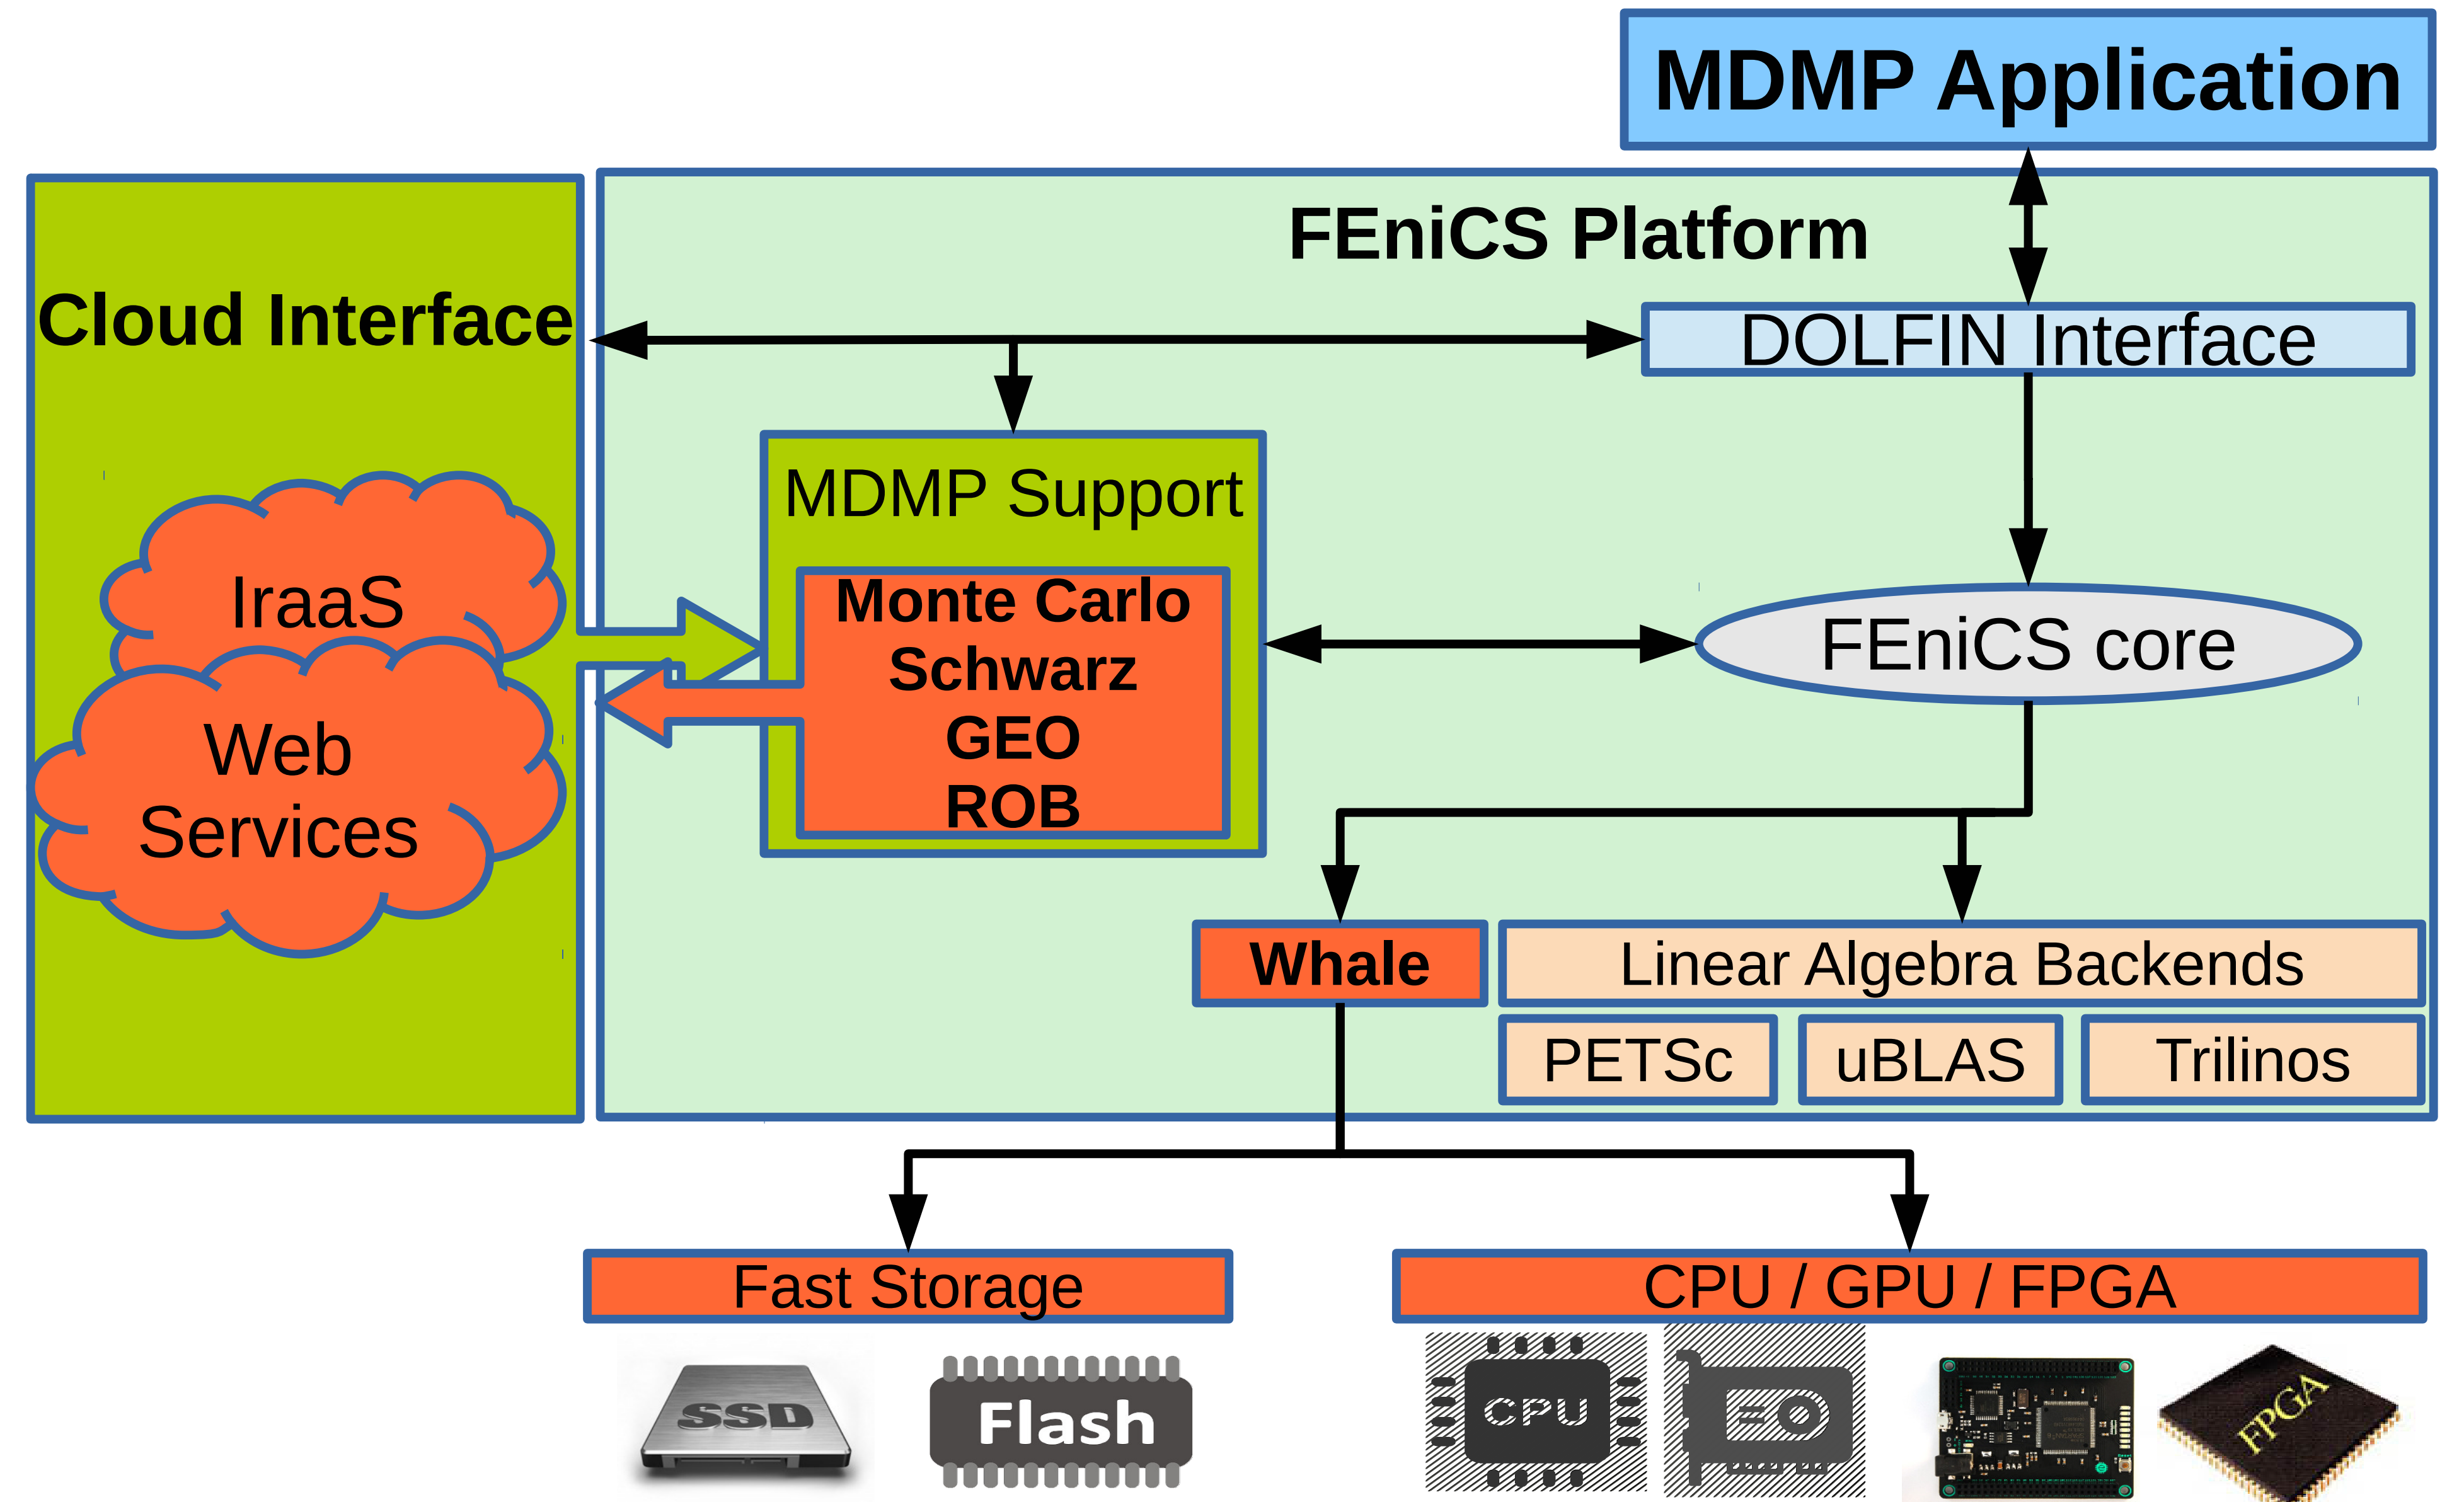 MDMP Application
FEniCS Platform
Cloud Interface
DOLFIN Interface
MDMP Support
IraaS
Monte Carlo
Schwarz
GEO
ROB
FEniCS core
Web
Services
Whale
Linear Algebra Backends
PETSc
uBLAS
Trilinos
Fast Storage
CPU / GPU / FPGA
SSD
Flash
CPU
FPGA